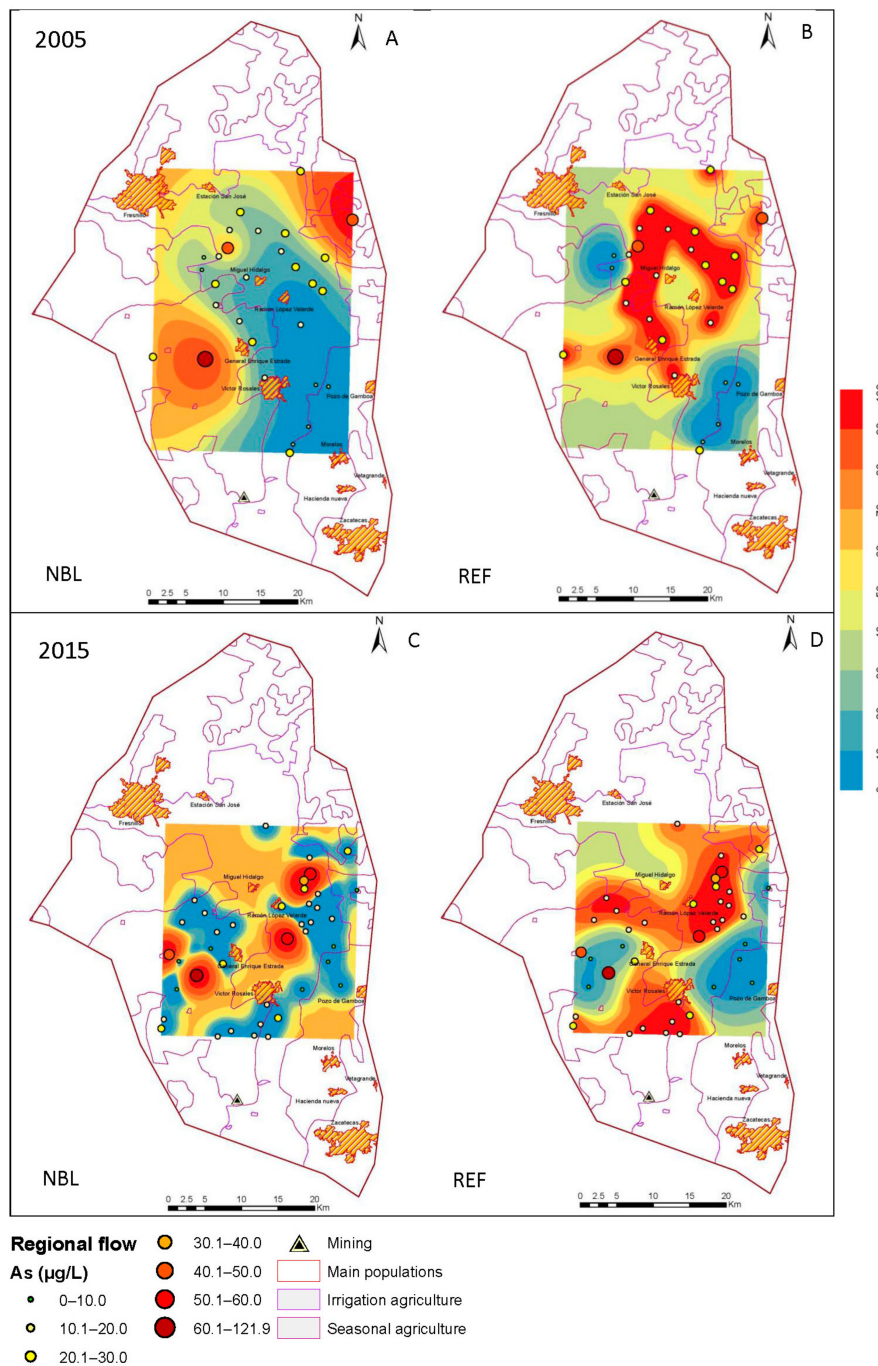 2005
N
A
N
B
Estación San José
Fresnillo
Miguel Hidalgo
Ramón López Velarde
General Enrique Estrada
Víctor Rosales
Pozo de Gamboa
Morelos
Vetagrande
Hacienda nueva
Zacatecas
NBL
0 2.5 5 10 15 20
Km
Estación San José
Fresnillo
Miguel Hidalgo
Ramón López Velarde
General Enrique Estrada
Víctor Rosales
Pozo de Gamboa
Morelos
Vetagrande
Hacienda nueva
Zacatecas
REF
0 2.5 5 10 15 20
Km
2015
N
C
N
D
Estación San José
Fresnillo
Miguel Hidalgo
Ramón López Velarde
General Enrique Estrada
Víctor Rosales
Pozo de Gamboa
Morelos
Vetagrande
Hacienda nueva
Zacatecas
NBL
0 2.5 5 10 15 20
Km
Estación San José
Fresnillo
Miguel Hidalgo
Ramón López Velarde
General Enrique Estrada
Víctor Rosales
Pozo de Gamboa
Morelos
Vetagrande
Hacienda nueva
Zacatecas
REF
0 2.5 5 10 15 20
Km
Regional flow
As (µg/L)
0–10.0
10.1–20.0
20.1–30.0
30.1–40.0
40.1–50.0
50.1–60.0
60.1–121.9
Mining
Main populations
Irrigation agriculture
Seasonal agriculture